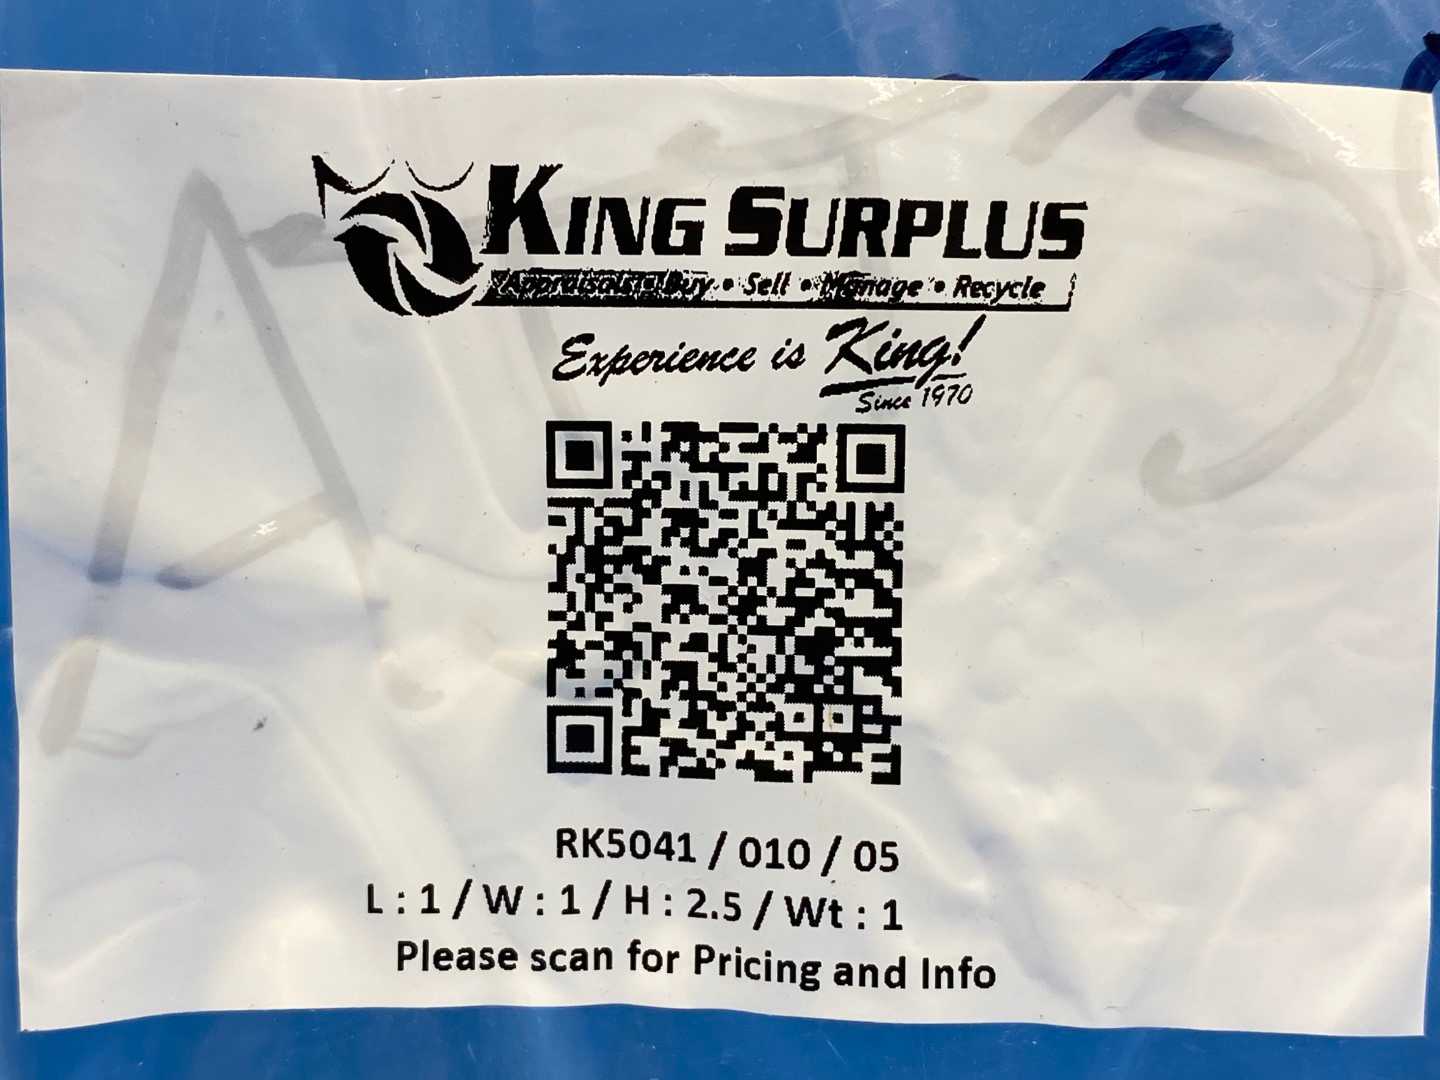 KING SURPLUS
Appraisals • Buy • Sell • Manage • Recycle
Experience is King!
Since 1970
RK5041 / 010 / 05
L : 1 / W : 1 / H : 2.5 / Wt : 1
Please scan for Pricing and Info